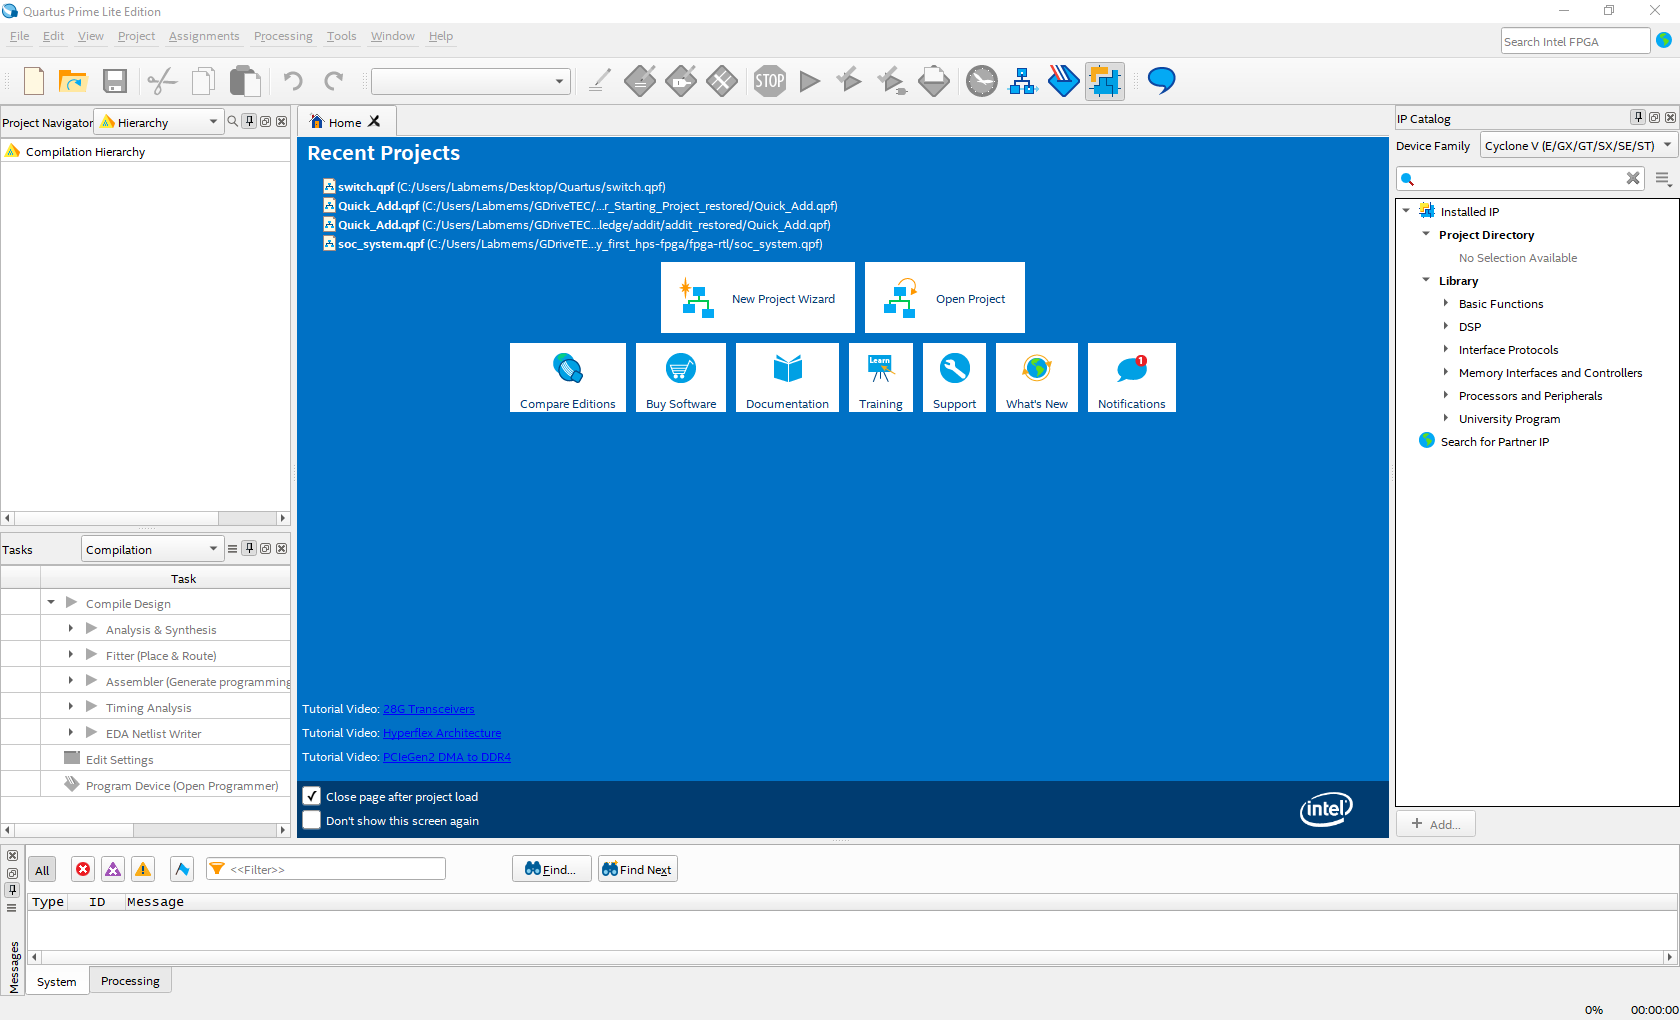 Quartus Prime Lite Edition
File Edit View Project Assignments Processing Tools Window Help
Search Intel FPGA
STOP
Project Navigator Hierarchy
Compilation Hierarchy
Home
Recent Projects
switch.qpf (C:/Users/Labmems/Desktop/Quartus/switch.qpf)
Quick_Add.qpf (C:/Users/Labmems/GDriveTEC/...r_Starting_Project_restored/Quick_Add.qpf)
Quick_Add.qpf (C:/Users/Labmems/GDriveTEC...ledge/addit/addit_restored/Quick_Add.qpf)
soc_system.qpf (C:/Users/Labmems/GDriveTE...y_first_hps-fpga/fpga-rtl/soc_system.qpf)
New Project Wizard
Open Project
Compare Editions
Buy Software
Documentation
Learn
Training
Support
What's New
1
Notifications
Tutorial Video: 28G Transceivers
Tutorial Video: Hyperflex Architecture
Tutorial Video: PCIeGen2 DMA to DDR4
Close page after project load
Don't show this screen again
intel
IP Catalog
Device Family Cyclone V (E/GX/GT/SX/SE/ST)
Installed IP
Project Directory
No Selection Available
Library
Basic Functions
DSP
Interface Protocols
Memory Interfaces and Controllers
Processors and Peripherals
University Program
Search for Partner IP
+ Add...
Tasks Compilation
Task
Compile Design
Analysis & Synthesis
Fitter (Place & Route)
Assembler (Generate programming
Timing Analysis
EDA Netlist Writer
Edit Settings
Program Device (Open Programmer)
All
<<Filter>>
Find...
Find Next
Type ID Message
Messages
System
Processing
0% 00:00:00